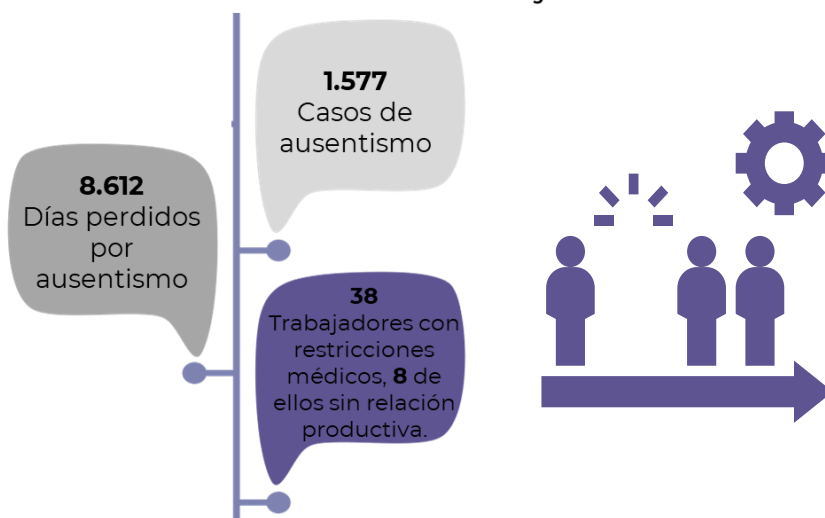 1.577
Casos de
ausentismo
8.612
Días perdidos
por
ausentismo
38
Trabajadores con
restricciones
médicos, 8 de
ellos sin relación
productiva.